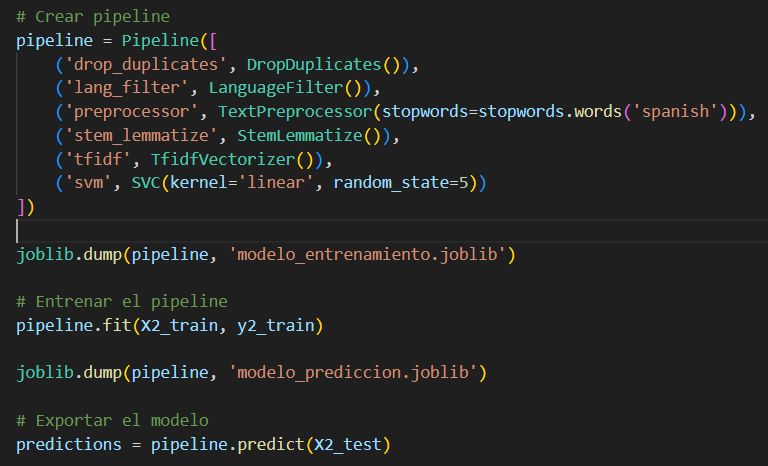 # Crear pipeline
pipeline = Pipeline([
    ('drop_duplicates', DropDuplicates()),
    ('lang_filter', LanguageFilter()),
    ('preprocessor', TextPreprocessor(stopwords=stopwords.words('spanish'))),
    ('stem_lemmatize', StemLemmatize()),
    ('tfidf', TfidfVectorizer()),
    ('svm', SVC(kernel='linear', random_state=5))
])
joblib.dump(pipeline, 'modelo_entrenamiento.joblib')
# Entrenar el pipeline
pipeline.fit(X2_train, y2_train)
joblib.dump(pipeline, 'modelo_prediccion.joblib')
# Exportar el modelo
predictions = pipeline.predict(X2_test)